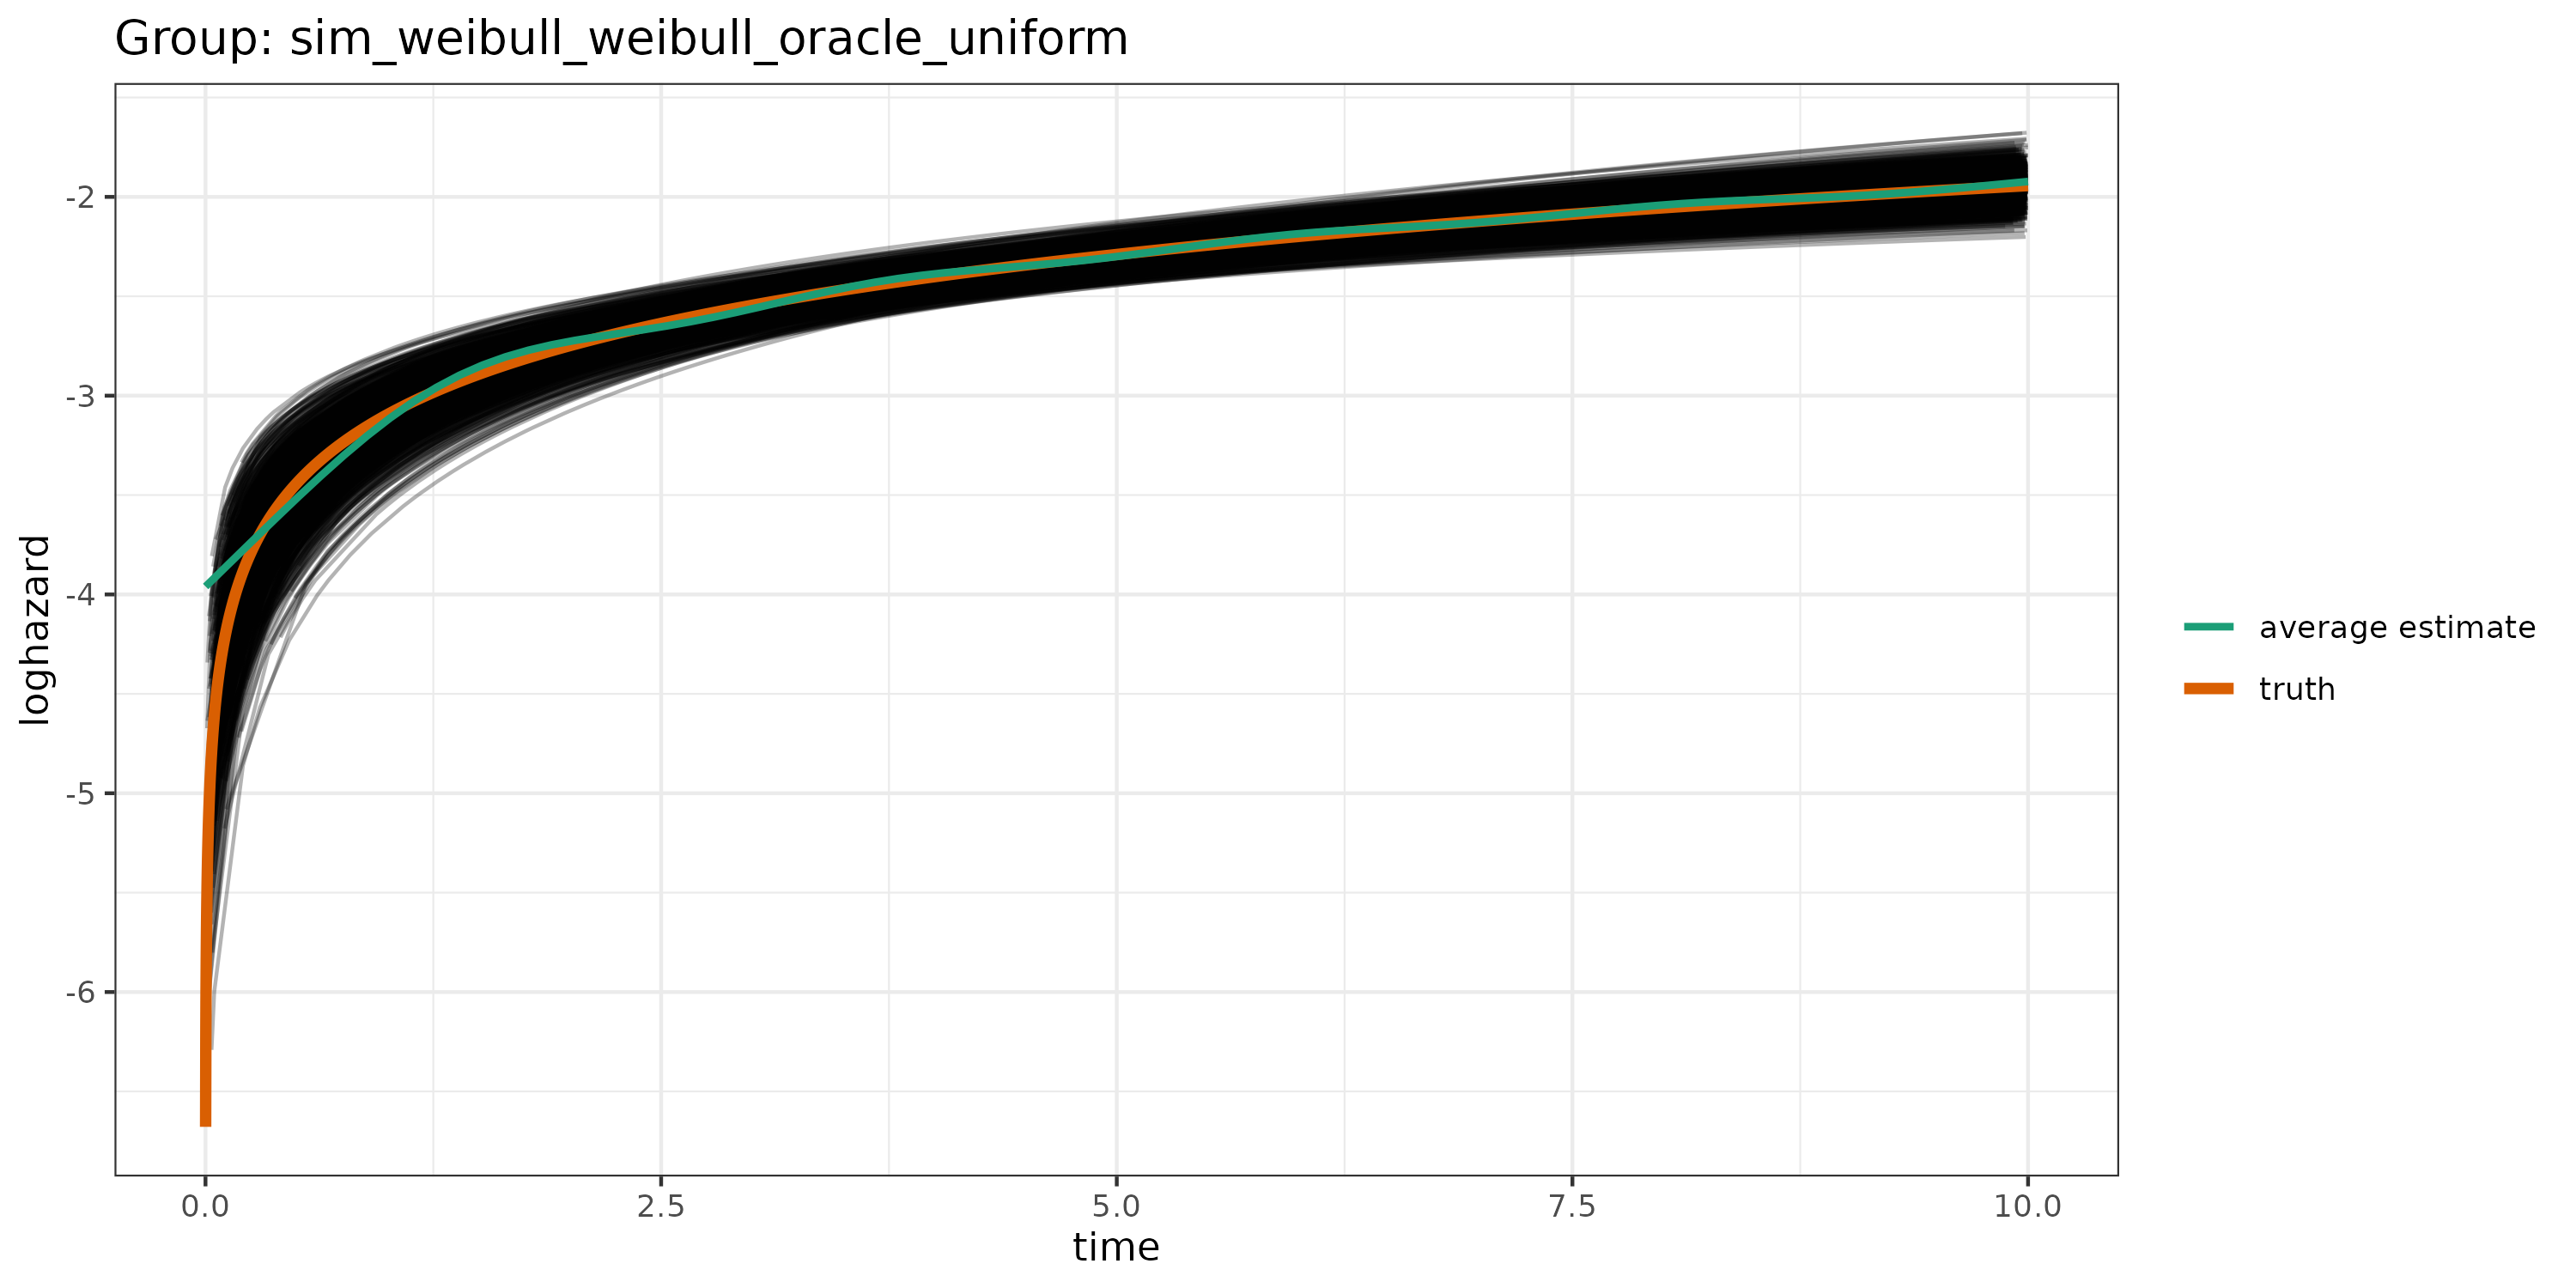 Group: sim_weibull_weibull_oracle_uniform
loghazard
-2
-3
-4
-5
-6
0.0 2.5 5.0 7.5 10.0
time
average estimate
truth